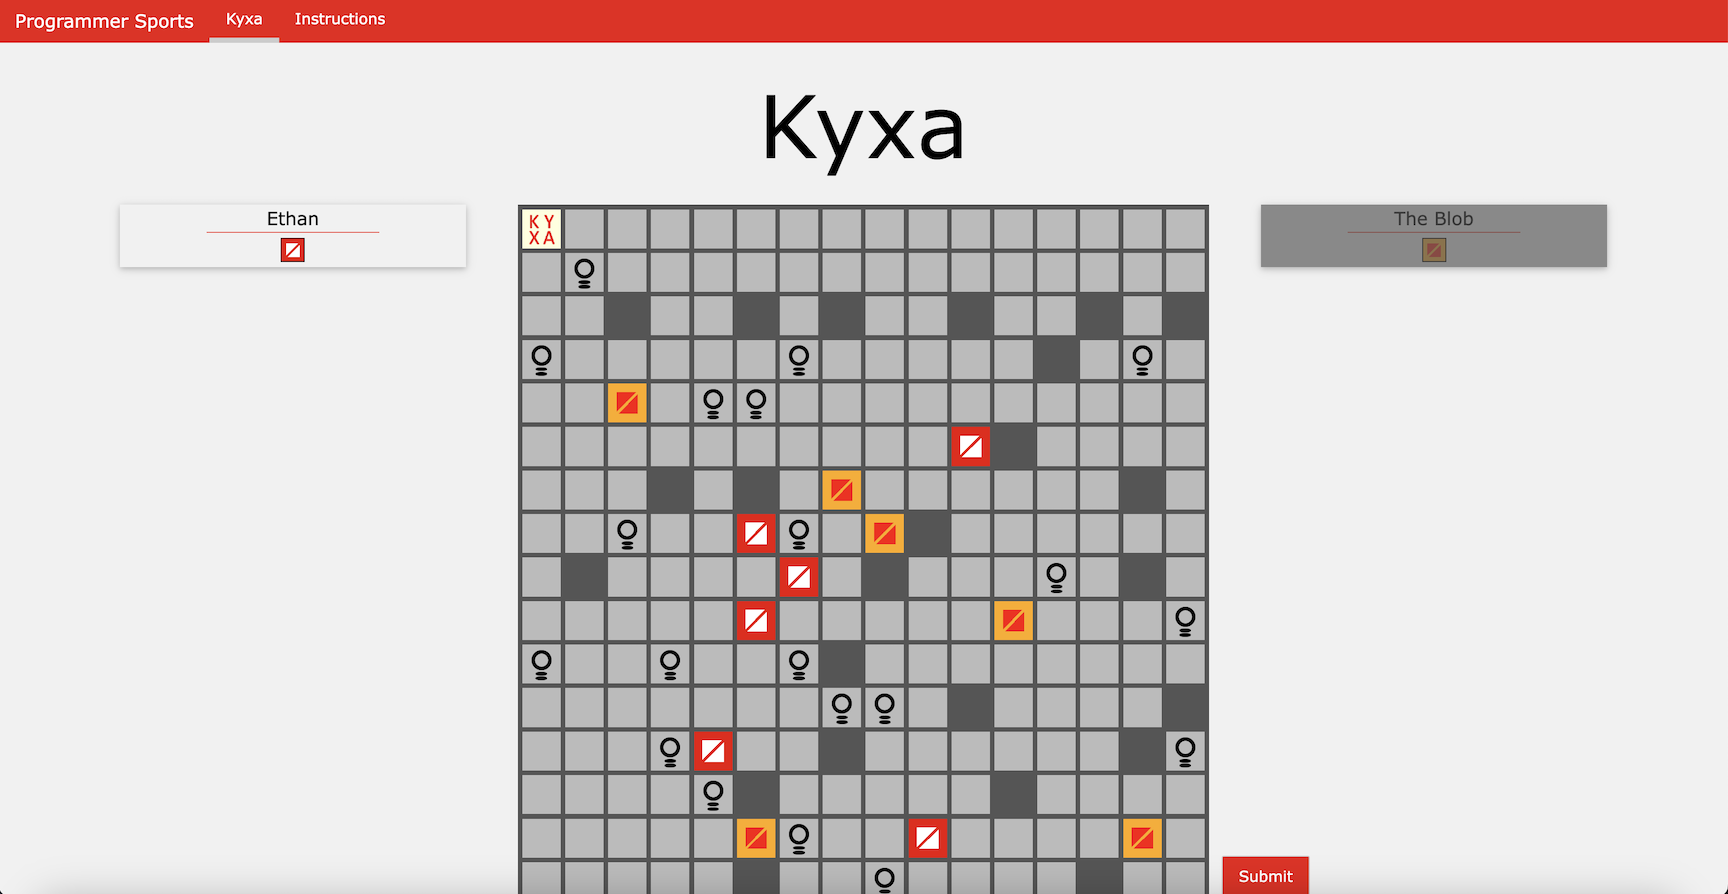 Programmer Sports Kyxa Instructions
Kyxa
Ethan
The Blob
K Y
X A
Submit